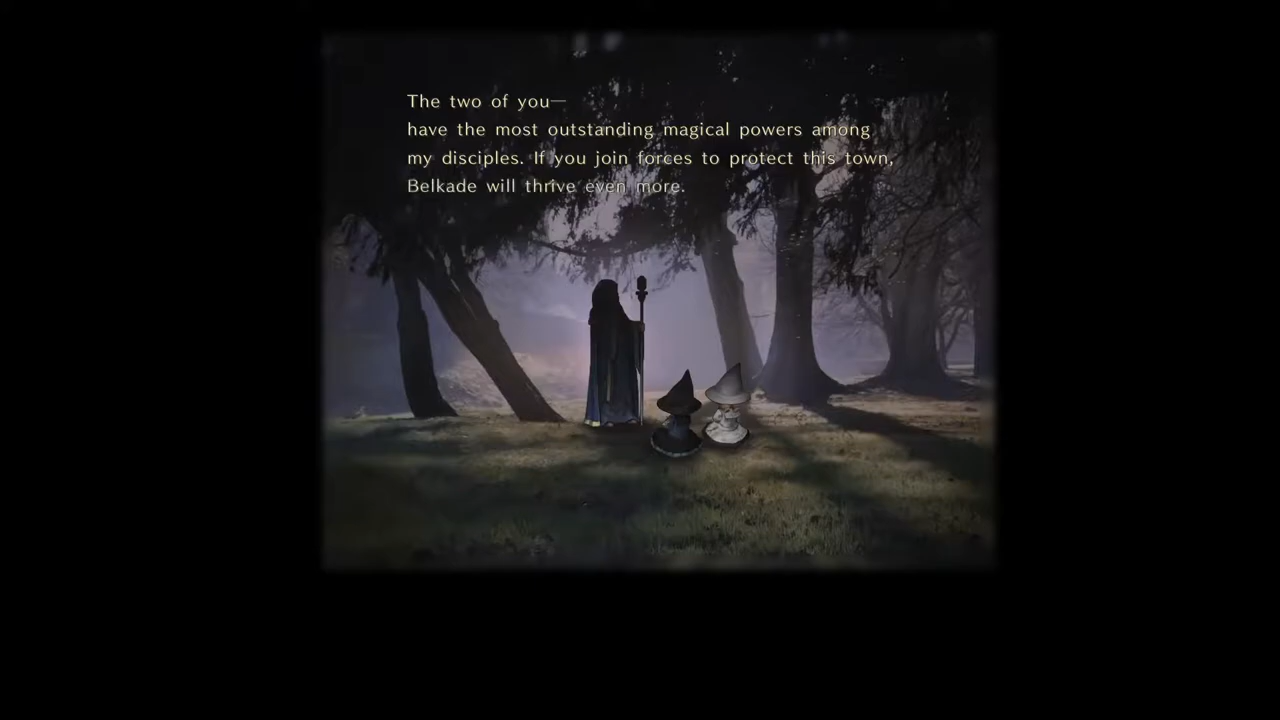 The two of you—
have the most outstanding magical powers among
my disciples. If you join forces to protect this town,
Belkade will thrive even more.